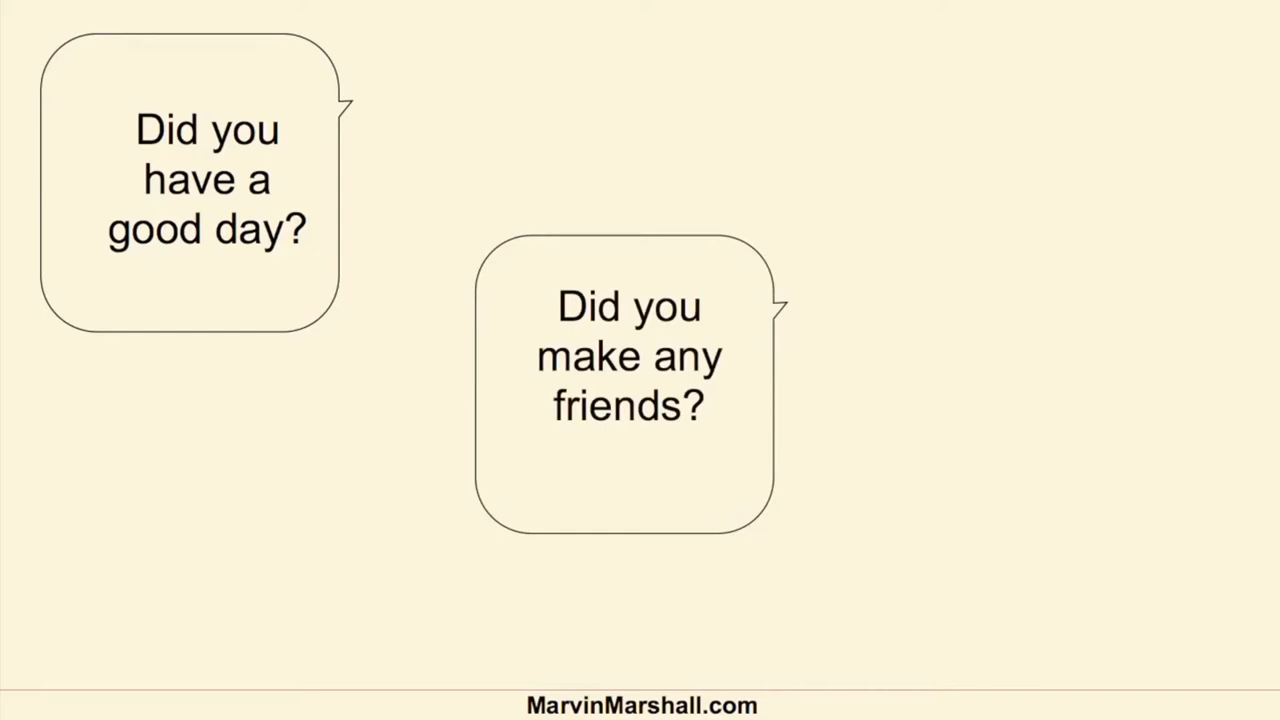 Did you
have a
good day?
Did you
make any
friends?
MarvinMarshall.com